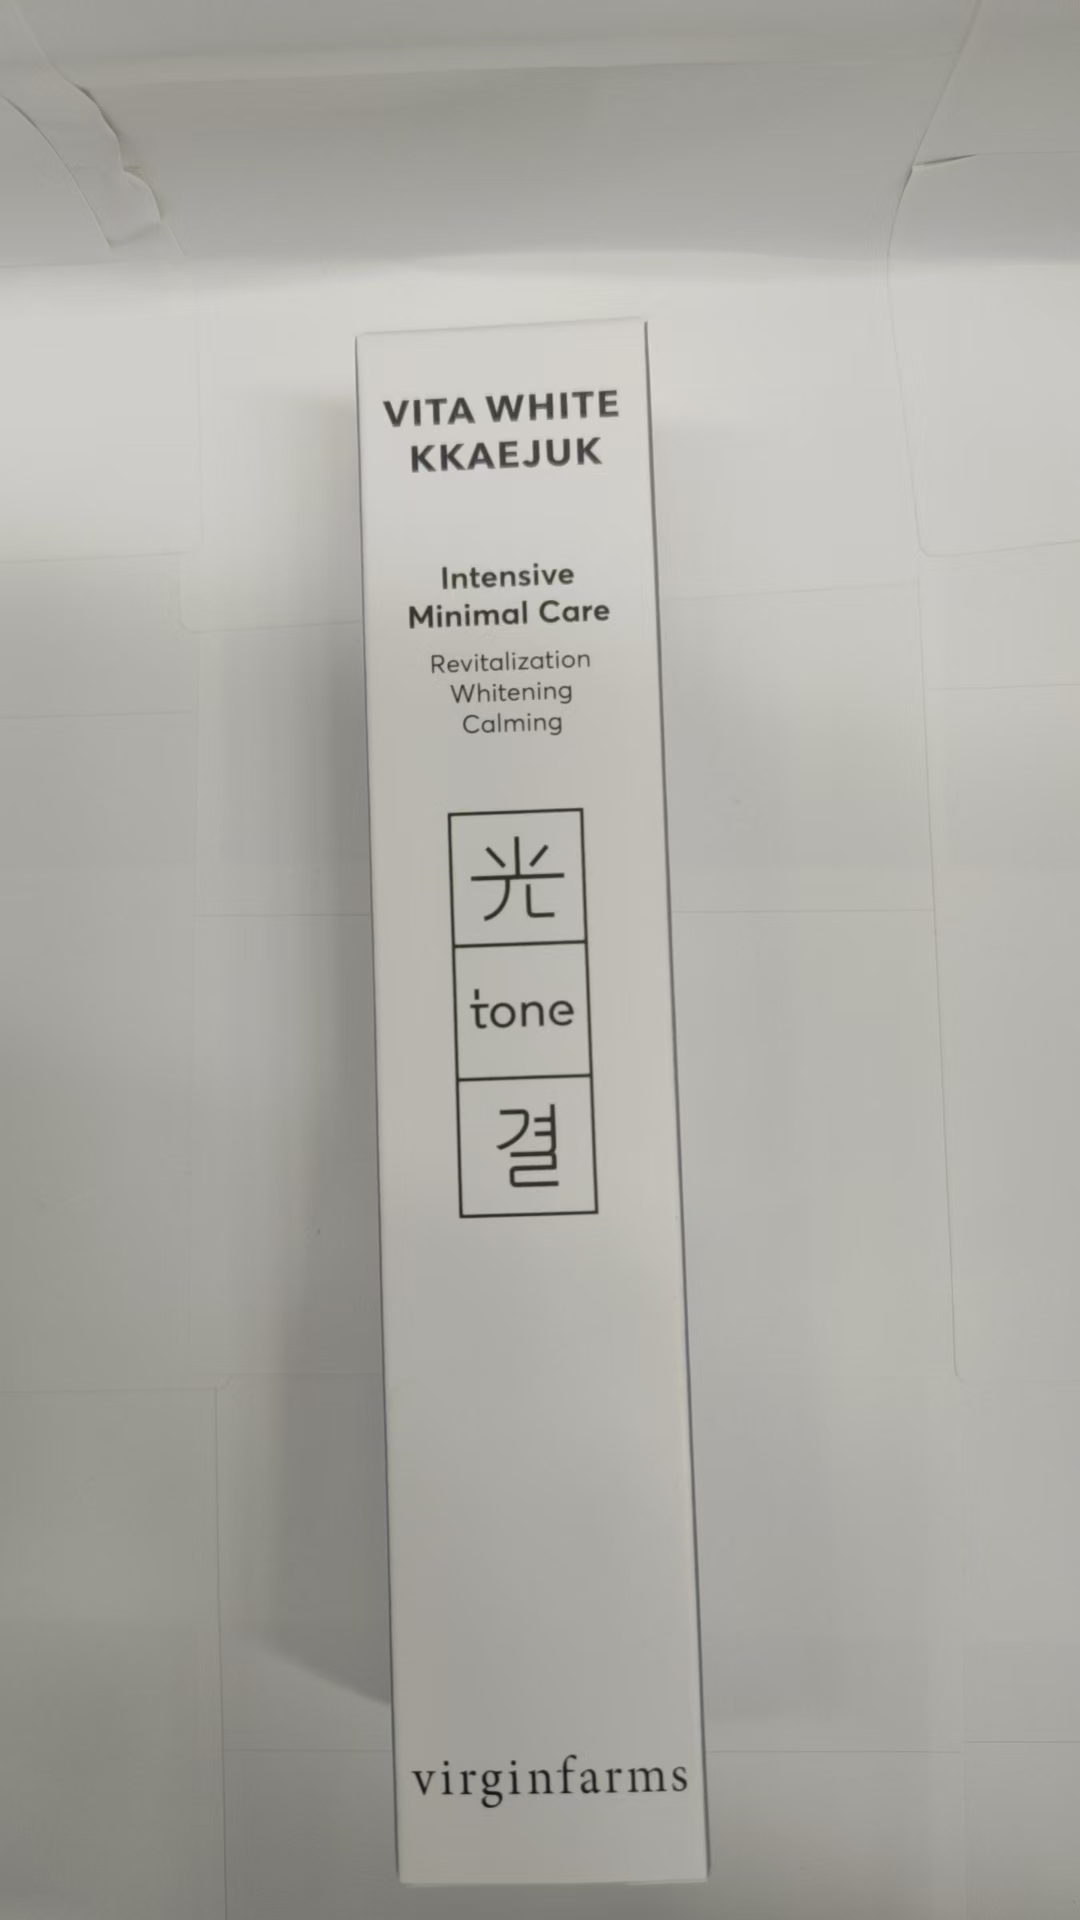 VITA WHITE
KKAEJUK
Intensive
Minimal Care
Revitalization
Whitening
Calming
光
tone
결
virginfarms